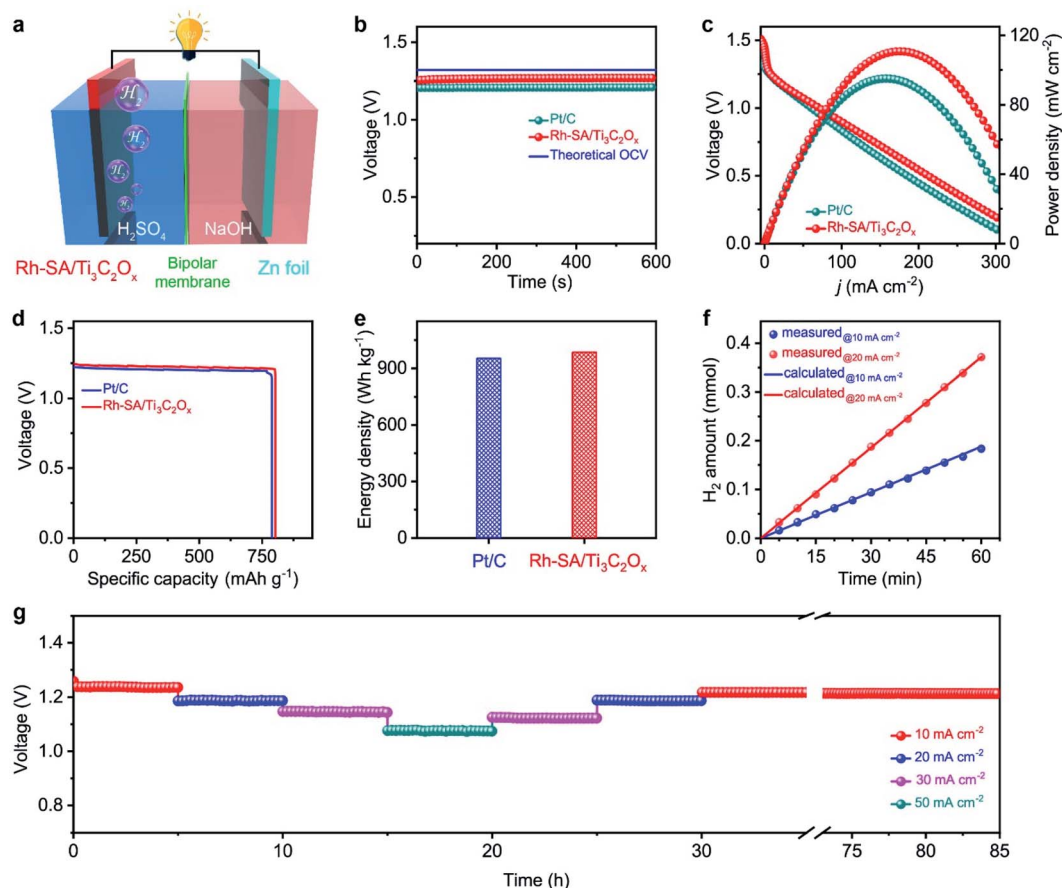 a
H₂
H₂
H₂
H₂
H₂SO₄
NaOH
Rh-SA/Ti₃C₂Oₓ
Bipolar
membrane
Zn foil
b
Voltage (V)
1.5
1.0
0.5
Pt/C
Rh-SA/Ti₃C₂Oₓ
Theoretical OCV
0 200 400 600
Time (s)
c
Voltage (V)
1.5
1.0
0.5
0.0
Pt/C
Rh-SA/Ti₃C₂Oₓ
0 100 200 300
j (mA cm⁻²)
120
80
40
0
Power density (mW cm⁻²)
d
Voltage (V)
1.5
1.0
0.5
0.0
Pt/C
Rh-SA/Ti₃C₂Oₓ
0 250 500 750
Specific capacity (mAh g⁻¹)
e
Energy density (Wh kg⁻¹)
900
600
300
0
Pt/C
Rh-SA/Ti₃C₂Oₓ
f
H₂ amount (mmol)
0.4
0.3
0.2
0.1
0.0
measured@10 mA cm⁻²
measured@20 mA cm⁻²
calculated@10 mA cm⁻²
calculated@20 mA cm⁻²
0 15 30 45 60
Time (min)
g
Voltage (V)
1.5
1.4
1.2
1.0
0.8
0.7
10 mA cm⁻²
20 mA cm⁻²
30 mA cm⁻²
50 mA cm⁻²
0 10 20 30 75 80 85
Time (h)